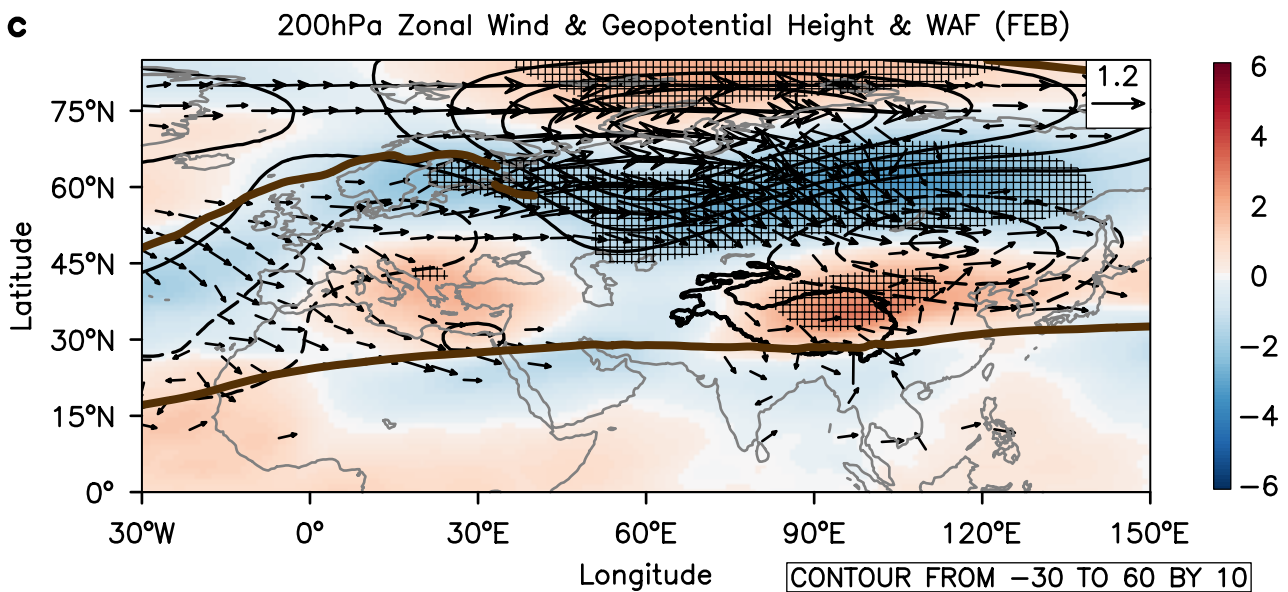 c
200hPa Zonal Wind & Geopotential Height & WAF (FEB)
1.2
75°N
60°N
45°N
30°N
15°N
0°
Latitude
30°W
0°
30°E
60°E
90°E
120°E
150°E
Longitude
6
4
2
0
−2
−4
−6
CONTOUR FROM −30 TO 60 BY 10